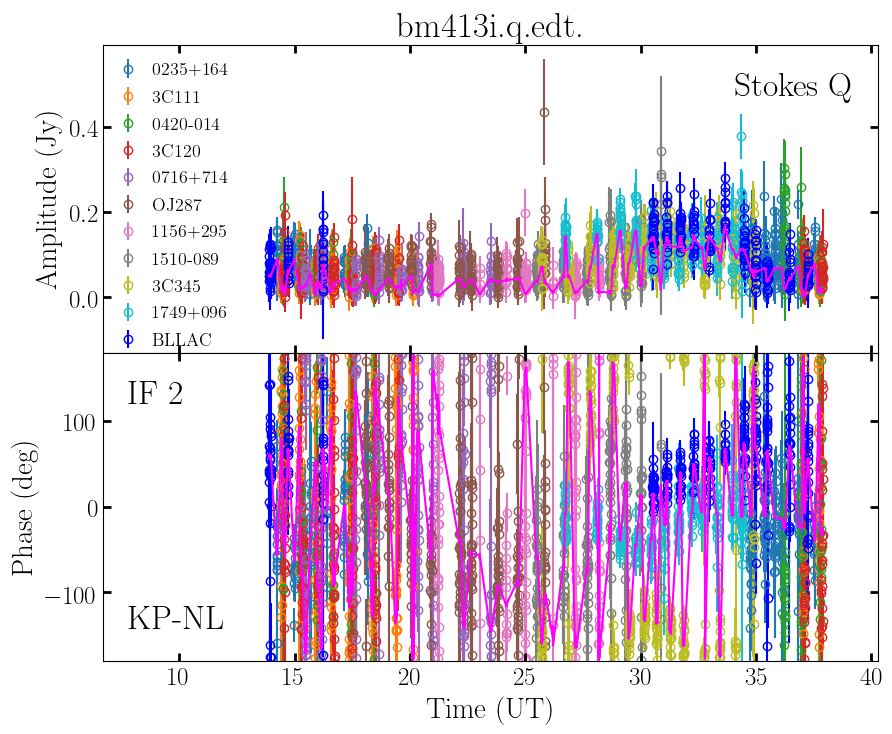 bm413i.q.edt.
Stokes Q
0235+164
3C111
0420-014
3C120
0716+714
OJ287
1156+295
1510-089
3C345
1749+096
BLLAC
Amplitude (Jy)
0.4
0.2
0.0
IF 2
KP-NL
Phase (deg)
100
0
−100
10 15 20 25 30 35 40
Time (UT)